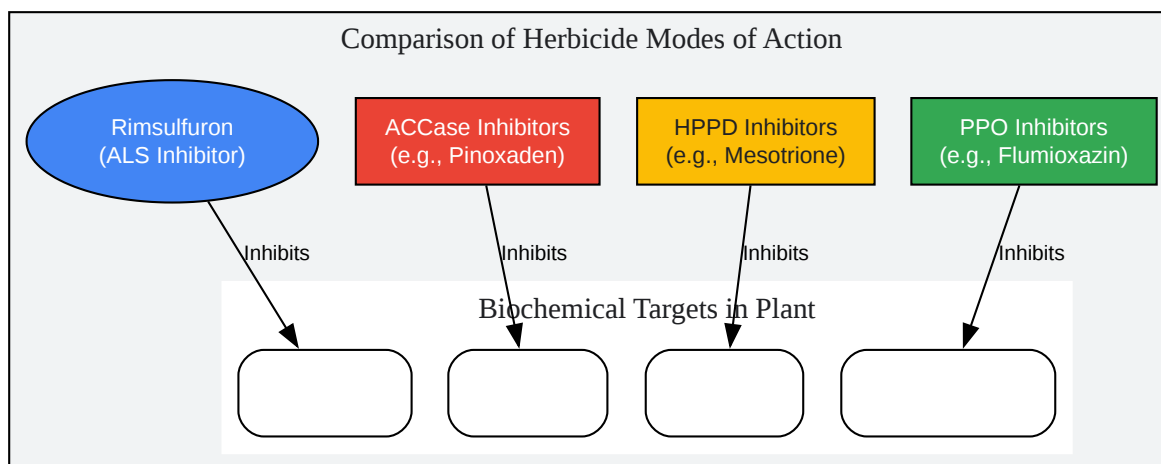 Comparison of Herbicide Modes of Action
Rimsulfuron
(ALS Inhibitor)
ACCase Inhibitors
(e.g., Pinoxaden)
HPPD Inhibitors
(e.g., Mesotrione)
PPO Inhibitors
(e.g., Flumioxazin)
Inhibits
Inhibits
Inhibits
Inhibits
Biochemical Targets in Plant